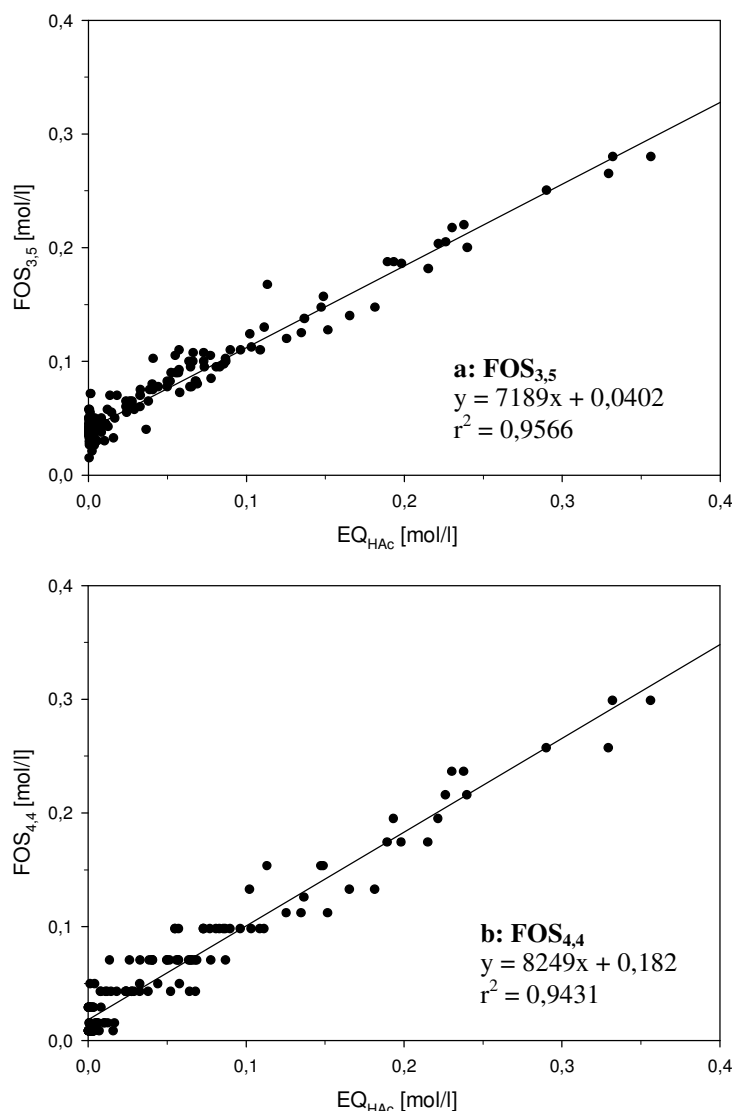 0,4
0,3
0,2
0,1
0,0
FOS3,5 [mol/l]
a: FOS3,5
y = 7189x + 0,0402
r2 = 0,9566
0,0 0,1 0,2 0,3 0,4
EQHAc [mol/l]
0,4
0,3
0,2
0,1
0,0
FOS4,4 [mol/l]
b: FOS4,4
y = 8249x + 0,182
r2 = 0,9431
0,0 0,1 0,2 0,3 0,4
EQHAc [mol/l]